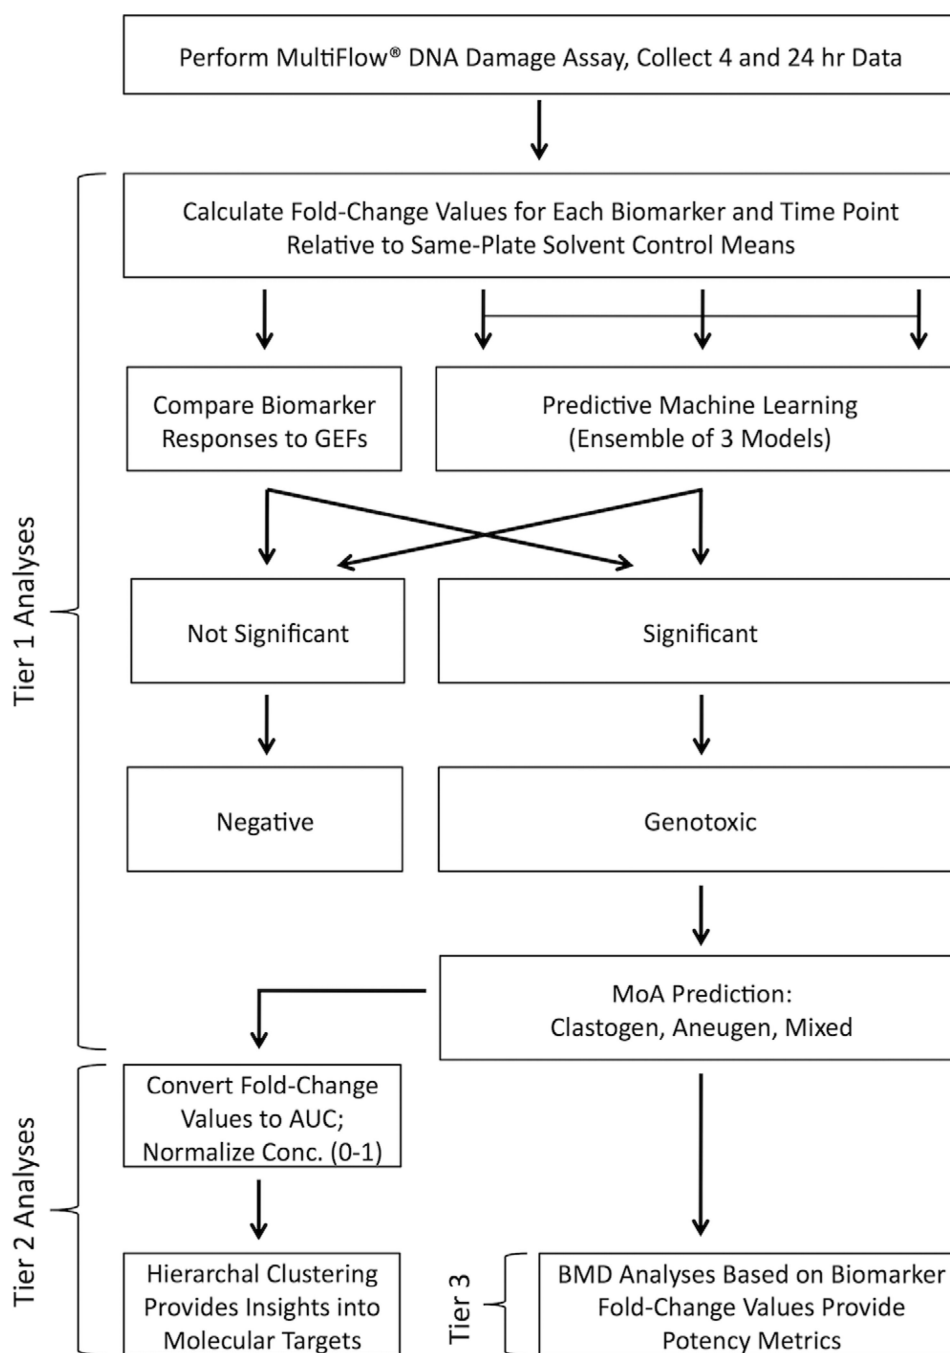 Perform MultiFlow® DNA Damage Assay, Collect 4 and 24 hr Data
Calculate Fold-Change Values for Each Biomarker and Time Point
Relative to Same-Plate Solvent Control Means
Compare Biomarker
Responses to GEFs
Predictive Machine Learning
(Ensemble of 3 Models)
Tier 1 Analyses
Not Significant
Significant
Negative
Genotoxic
MoA Prediction:
Clastogen, Aneugen, Mixed
Convert Fold-Change
Values to AUC;
Normalize Conc. (0-1)
Tier 2 Analyses
Hierarchal Clustering
Provides Insights into
Molecular Targets
Tier 3
BMD Analyses Based on Biomarker
Fold-Change Values Provide
Potency Metrics